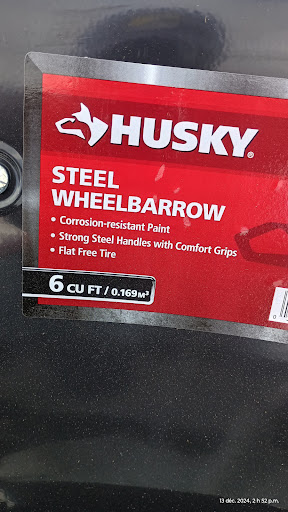 HUSKY®
STEEL
WHEELBARROW
• Corrosion-resistant Paint
• Strong Steel Handles with Comfort Grips
• Flat Free Tire
6 CU FT / 0.169M³
0
13 déc. 2024, 2 h 52 p.m.